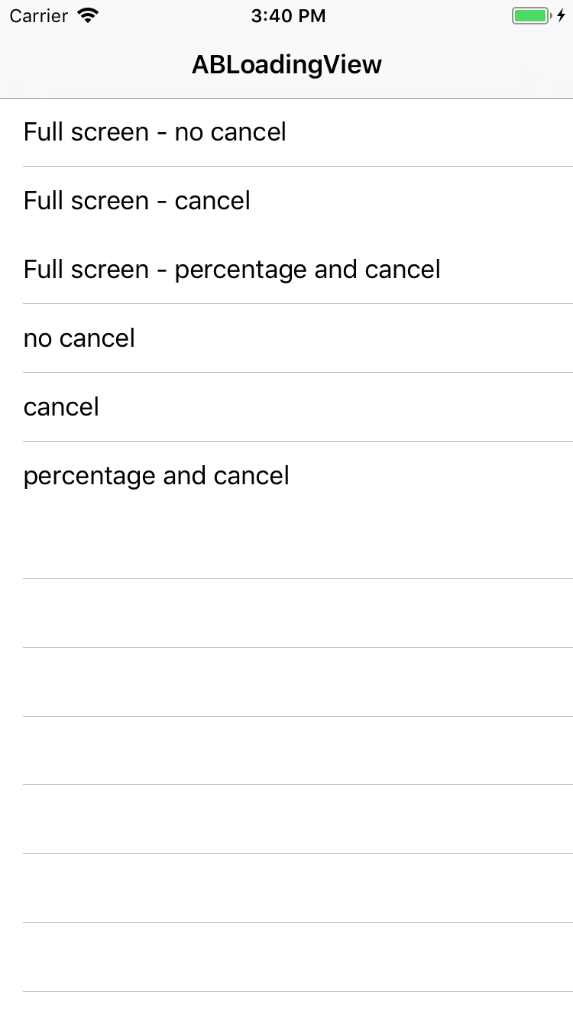 Carrier 3:40 PM
ABLoadingView
Full screen - no cancel
Full screen - cancel
Full screen - percentage and cancel
no cancel
cancel
percentage and cancel